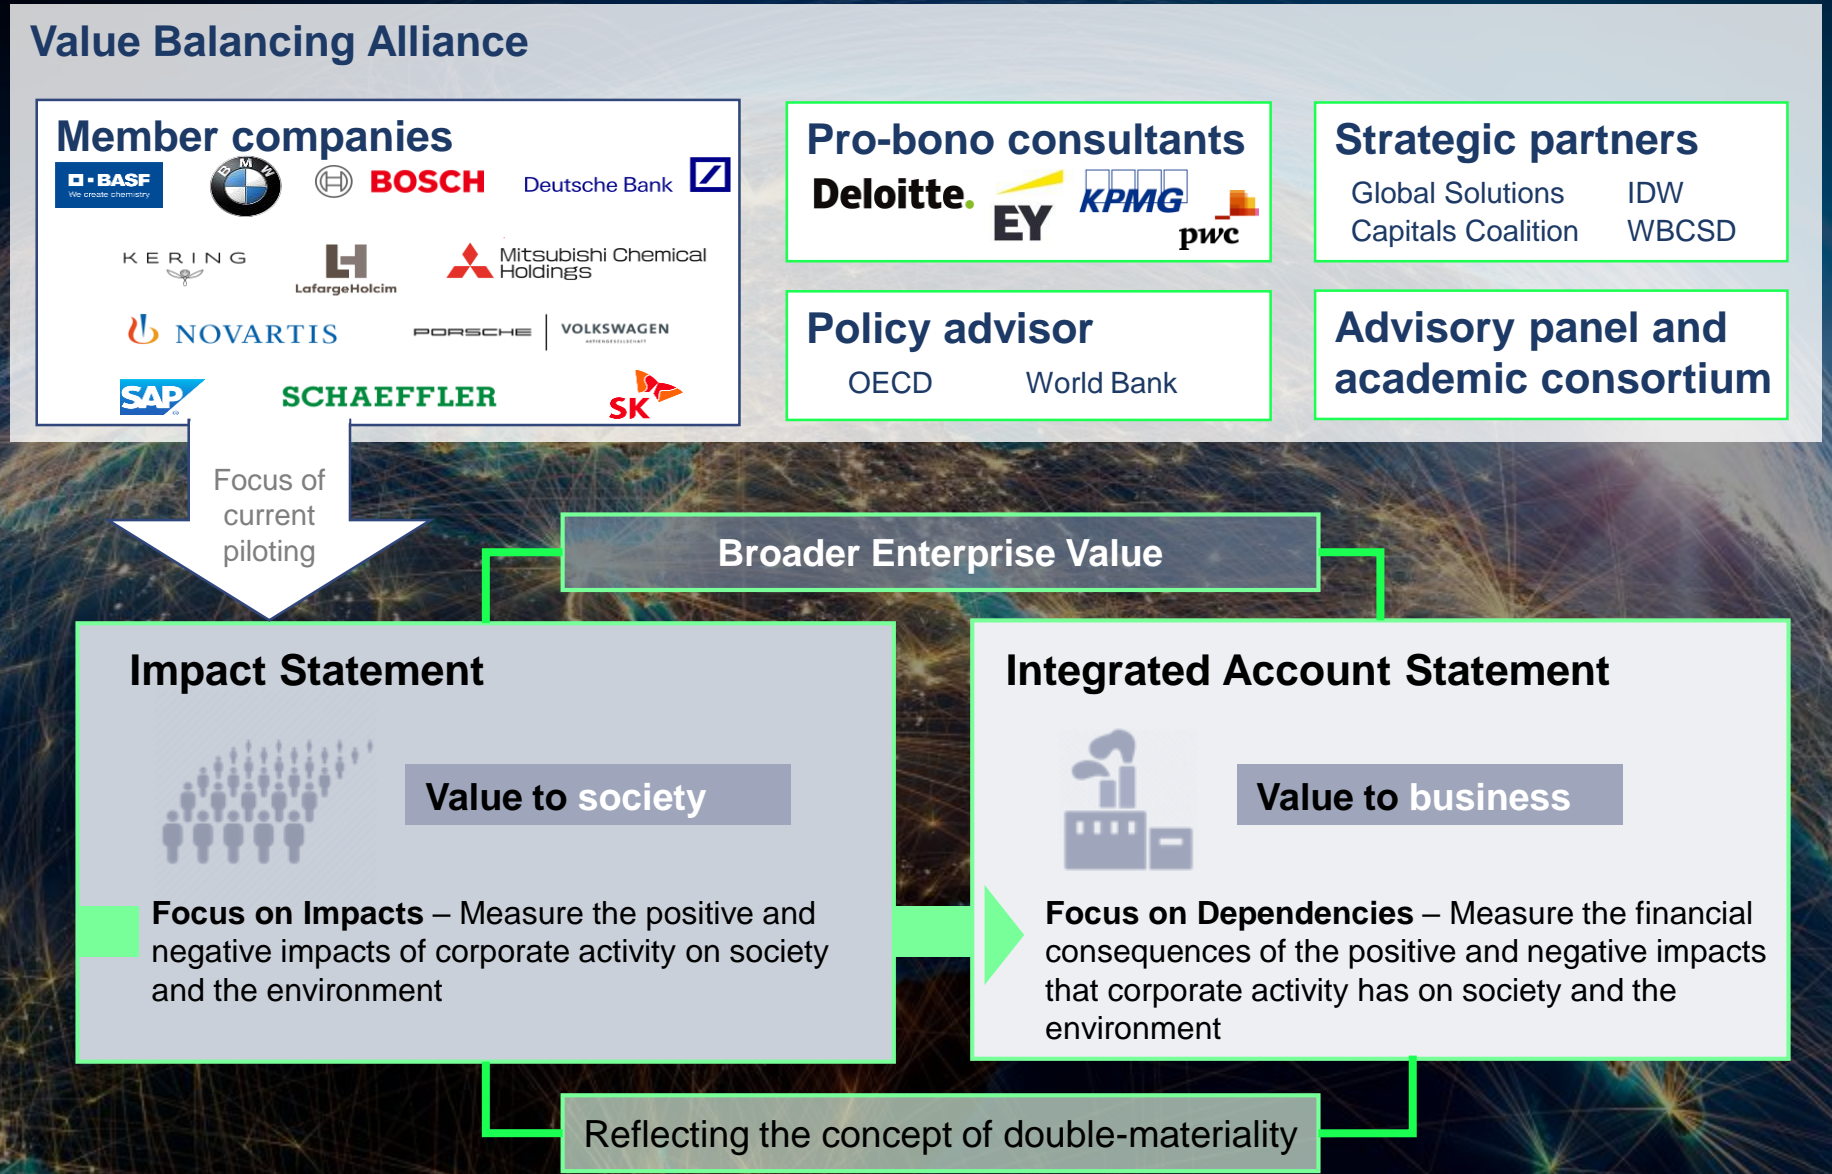 Value Balancing Alliance
Member companies
BASF
We create chemistry
BMW
BOSCH
Deutsche Bank
KERING
LafargeHolcim
Mitsubishi Chemical
Holdings
NOVARTIS
PORSCHE
VOLKSWAGEN
AKTIENGESELLSCHAFT
SAP
SCHAEFFLER
SK
Pro-bono consultants
Deloitte.
EY
KPMG
pwc
Strategic partners
Global Solutions IDW
Capitals Coalition WBCSD
Policy advisor
OECD World Bank
Advisory panel and
academic consortium
Focus of
current
piloting
Broader Enterprise Value
Impact Statement
Value to society
Focus on Impacts – Measure the positive and
negative impacts of corporate activity on society
and the environment
Integrated Account Statement
Value to business
Focus on Dependencies – Measure the financial
consequences of the positive and negative impacts
that corporate activity has on society and the
environment
Reflecting the concept of double-materiality